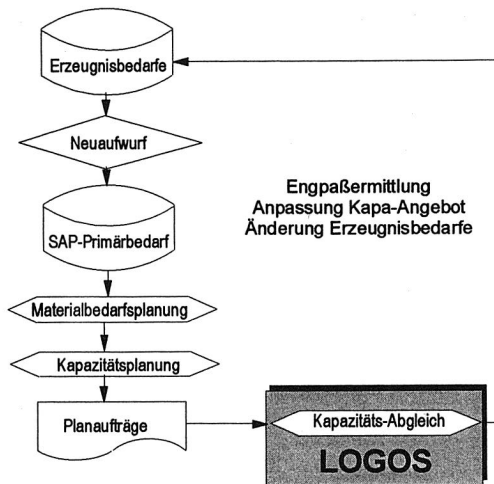 Erzeugnisbedarfe
Neuaufwurf
Engpaßermittlung
Anpassung Kapa-Angebot
Änderung Erzeugnisbedarfe
SAP-Primärbedarf
Materialbedarfsplanung
Kapazitätsplanung
Planaufträge
Kapazitäts-Abgleich
LOGOS